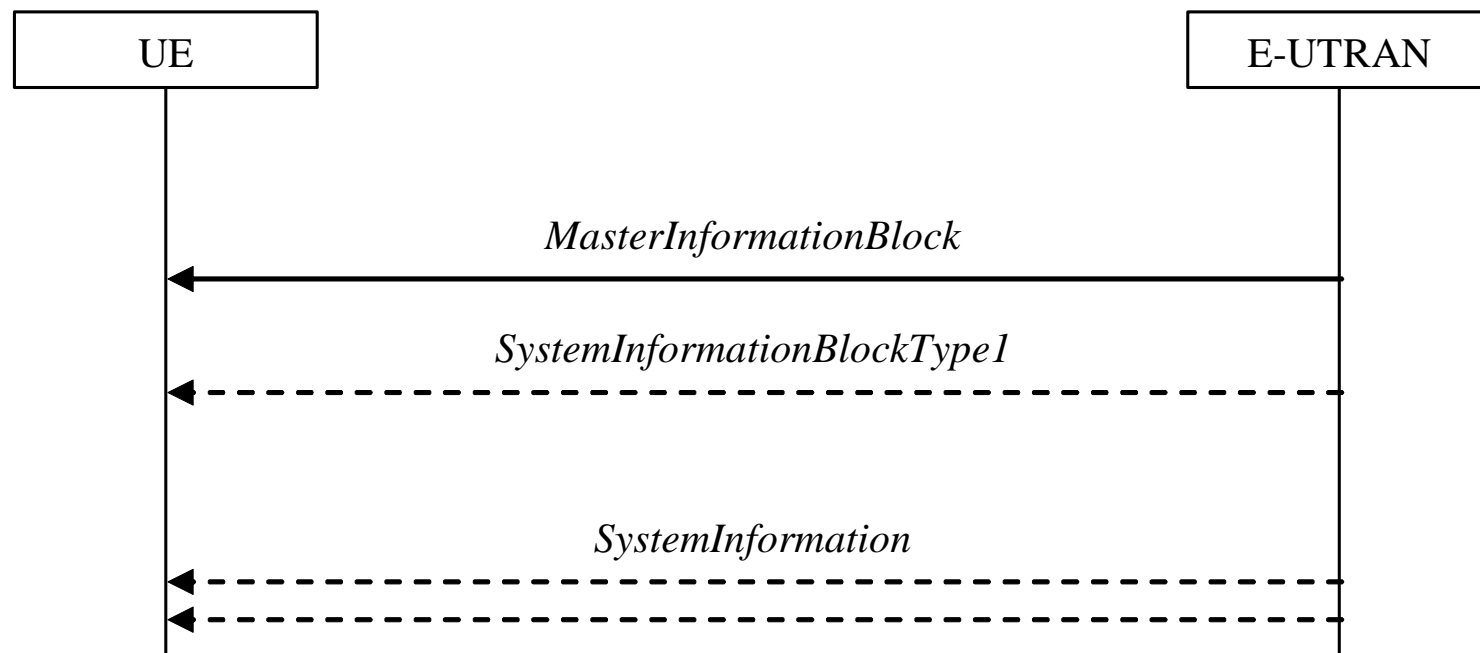 UE
E-UTRAN
MasterInformationBlock
SystemInformationBlockType1
SystemInformation